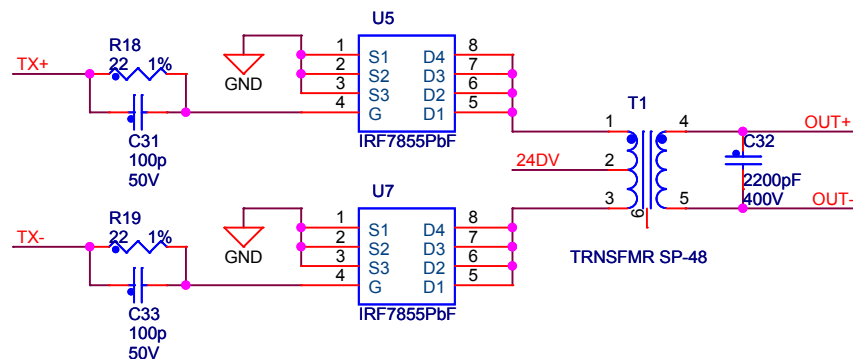 U5
R18
22 1%
TX+
C31
100p
50V
GND
1 S1 D4 8
2 S2 D3 7
3 S3 D2 6
4 G D1 5
IRF7855PbF
T1
1 4
24DV 2
3 5
6
OUT+
C32
2200pF
400V
OUT-
TRNSFMR SP-48
U7
R19
22 1%
TX-
C33
100p
50V
GND
1 S1 D4 8
2 S2 D3 7
3 S3 D2 6
4 G D1 5
IRF7855PbF